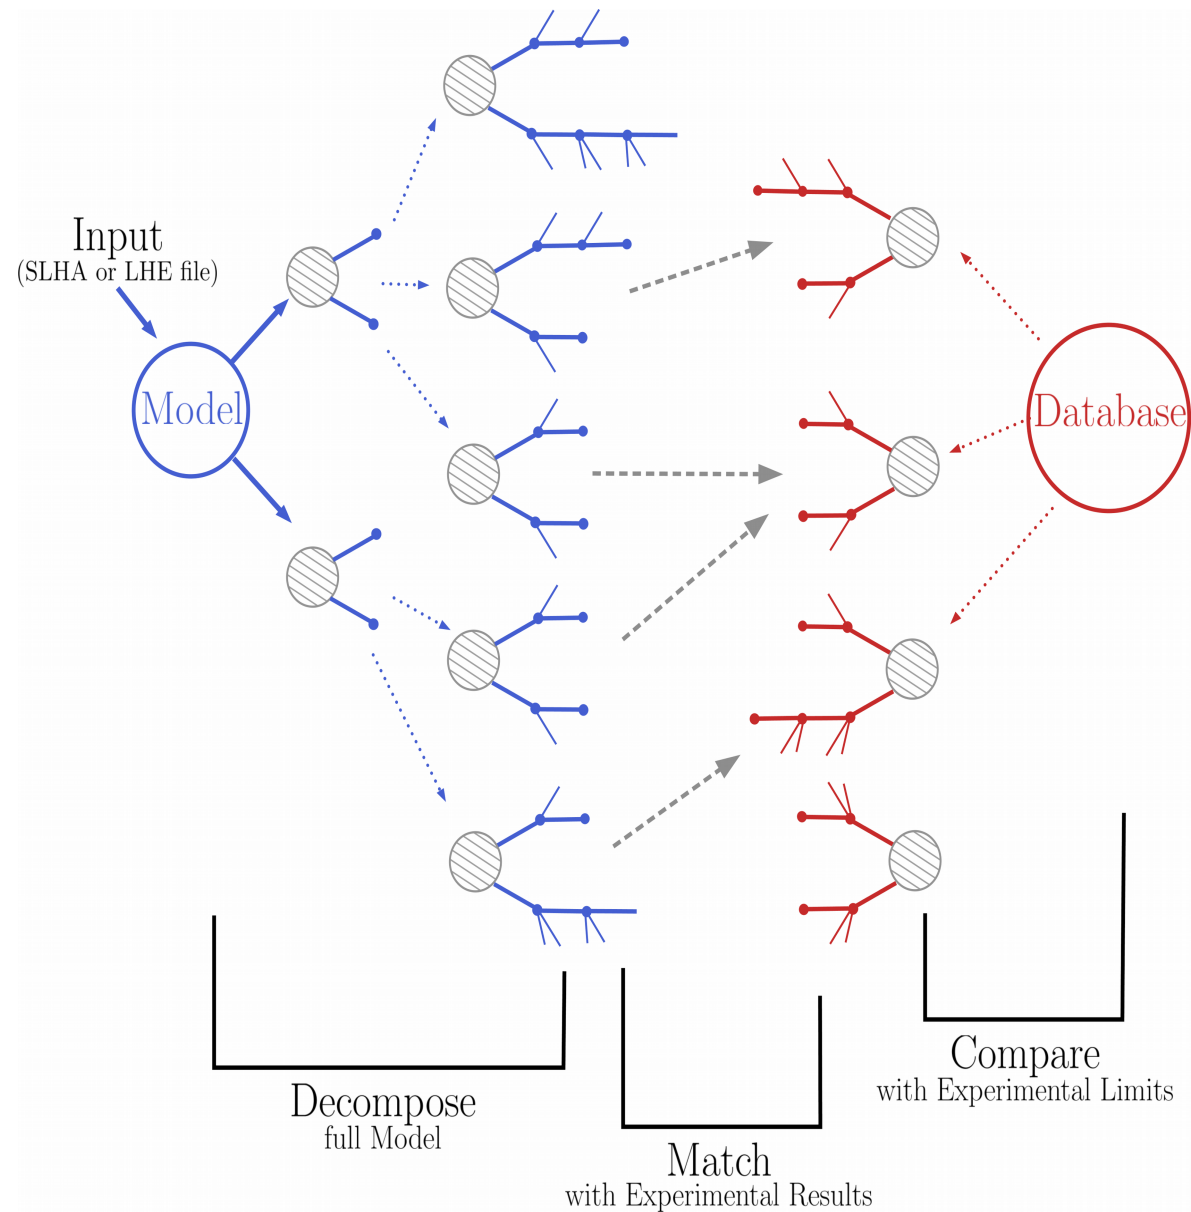 Input
(SLHA or LHE file)
Model
Database
Decompose
full Model
Match
with Experimental Results
Compare
with Experimental Limits